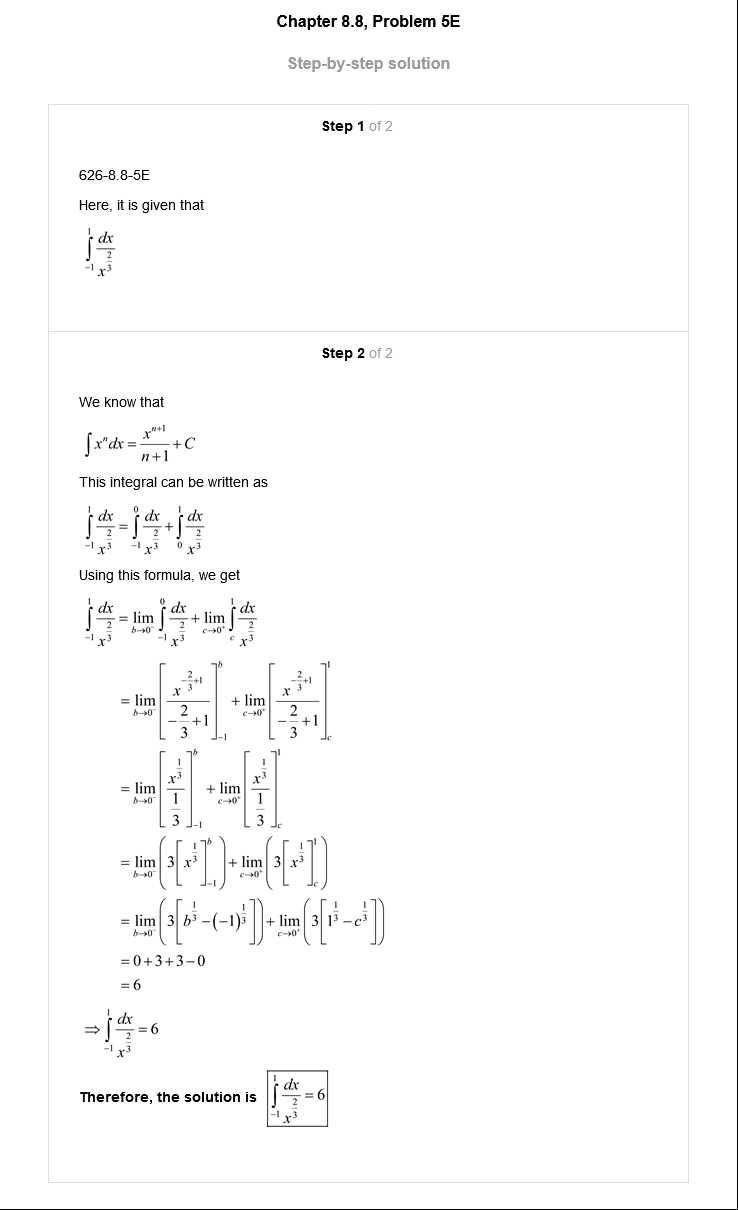 Chapter 8.8, Problem 5E
Step-by-step solution
Step 1 of 2
626-8.8-5E
Here, it is given that
\int_{-1}^{1} \frac{dx}{x^{\frac{2}{3}}}
Step 2 of 2
We know that
\int x^n dx = \frac{x^{n+1}}{n+1} + C
This integral can be written as
\int_{-1}^{1} \frac{dx}{x^{\frac{2}{3}}} = \int_{-1}^{0} \frac{dx}{x^{\frac{2}{3}}} + \int_{0}^{1} \frac{dx}{x^{\frac{2}{3}}}
Using this formula, we get
\int_{-1}^{1} \frac{dx}{x^{\frac{2}{3}}} = \lim_{b \to 0^-} \int_{-1}^{0} \frac{dx}{x^{\frac{2}{3}}} + \lim_{c \to 0^+} \int_{c}^{1} \frac{dx}{x^{\frac{2}{3}}}
= \lim_{b \to 0^-} \left[ \frac{x^{-\frac{2}{3}+1}}{-\frac{2}{3}+1} \right]_{-1}^{b} + \lim_{c \to 0^+} \left[ \frac{x^{-\frac{2}{3}+1}}{-\frac{2}{3}+1} \right]_{c}^{1}
= \lim_{b \to 0^-} \left[ \frac{x^{\frac{1}{3}}}{\frac{1}{3}} \right]_{-1}^{b} + \lim_{c \to 0^+} \left[ \frac{x^{\frac{1}{3}}}{\frac{1}{3}} \right]_{c}^{1}
= \lim_{b \to 0^-} \left( 3 \left[ x^{\frac{1}{3}} \right]_{-1}^{b} \right) + \lim_{c \to 0^+} \left( 3 \left[ x^{\frac{1}{3}} \right]_{c}^{1} \right)
= \lim_{b \to 0^-} \left( 3 \left[ b^{\frac{1}{3}} - (-1)^{\frac{1}{3}} \right] \right) + \lim_{c \to 0^+} \left( 3 \left[ 1^{\frac{1}{3}} - c^{\frac{1}{3}} \right] \right)
= 0 + 3 + 3 - 0
= 6
\Rightarrow \int_{-1}^{1} \frac{dx}{x^{\frac{2}{3}}} = 6
Therefore, the solution is \int_{-1}^{1} \frac{dx}{x^{\frac{2}{3}}} = 6